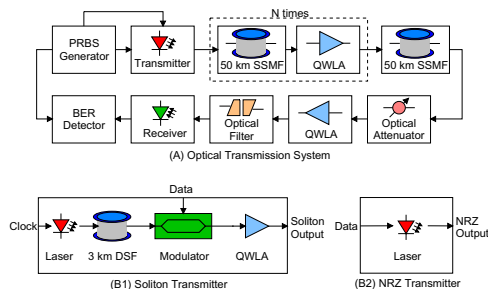 N times
PRBS
Generator
Transmitter
50 km SSMF
QWLA
50 km SSMF
BER
Detector
Receiver
Optical
Filter
QWLA
Optical
Attenuator
(A) Optical Transmission System
Data
Clock
Laser
3 km DSF
Modulator
QWLA
Soliton
Output
(B1) Soliton Transmitter
Data
Laser
NRZ
Output
(B2) NRZ Transmitter